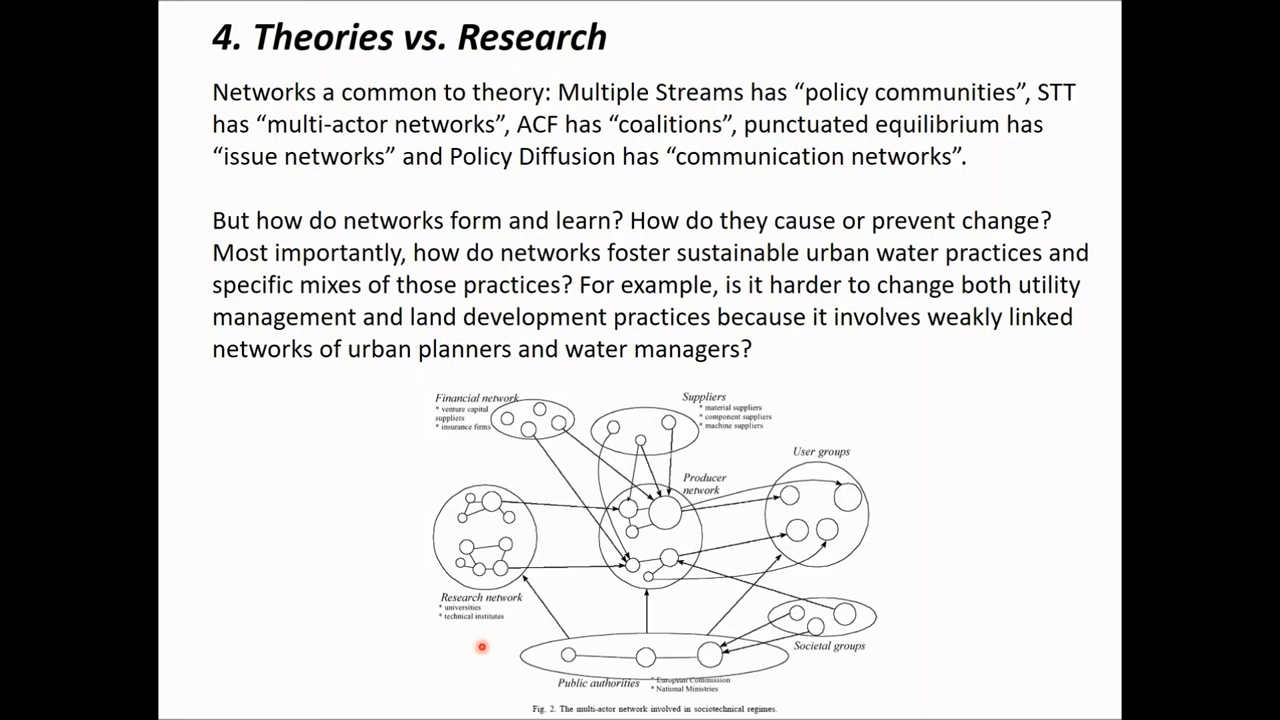 4. Theories vs. Research
Networks a common to theory: Multiple Streams has “policy communities”, STT
has “multi-actor networks”, ACF has “coalitions”, punctuated equilibrium has
“issue networks” and Policy Diffusion has “communication networks”.
But how do networks form and learn? How do they cause or prevent change?
Most importantly, how do networks foster sustainable urban water practices and
specific mixes of those practices? For example, is it harder to change both utility
management and land development practices because it involves weakly linked
networks of urban planners and water managers?
Financial network
* venture capital
suppliers
* insurance firms
Suppliers
* material suppliers
* component suppliers
* machine suppliers
User groups
Producer
network
Research network
* universities
* technical institutes
Societal groups
Public authorities
* European Commission
* National Ministries
Fig. 2. The multi-actor network involved in sociotechnical regimes.